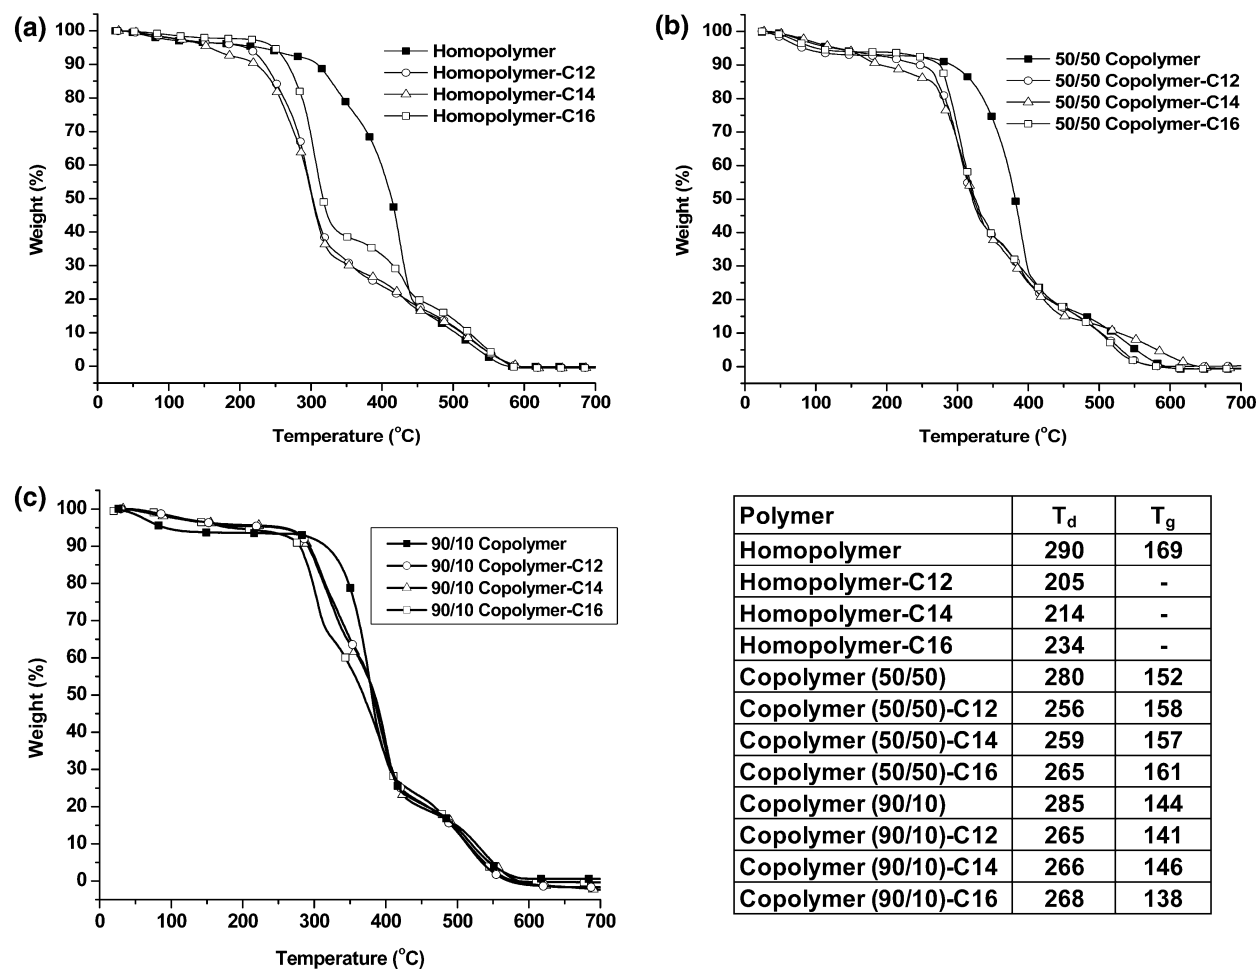 (a)
100
90
80
70
60
50
40
30
20
10
0
Weight (%)
0 100 200 300 400 500 600 700
Temperature (°C)
Homopolymer
Homopolymer-C12
Homopolymer-C14
Homopolymer-C16
(b)
100
90
80
70
60
50
40
30
20
10
0
Weight (%)
0 100 200 300 400 500 600 700
Temperature (°C)
50/50 Copolymer
50/50 Copolymer-C12
50/50 Copolymer-C14
50/50 Copolymer-C16
(c)
100
90
80
70
60
50
40
30
20
10
0
Weight (%)
0 100 200 300 400 500 600 700
Temperature (°C)
90/10 Copolymer
90/10 Copolymer-C12
90/10 Copolymer-C14
90/10 Copolymer-C16
Polymer Td Tg
Homopolymer 290 169
Homopolymer-C12 205 -
Homopolymer-C14 214 -
Homopolymer-C16 234 -
Copolymer (50/50) 280 152
Copolymer (50/50)-C12 256 158
Copolymer (50/50)-C14 259 157
Copolymer (50/50)-C16 265 161
Copolymer (90/10) 285 144
Copolymer (90/10)-C12 265 141
Copolymer (90/10)-C14 266 146
Copolymer (90/10)-C16 268 138